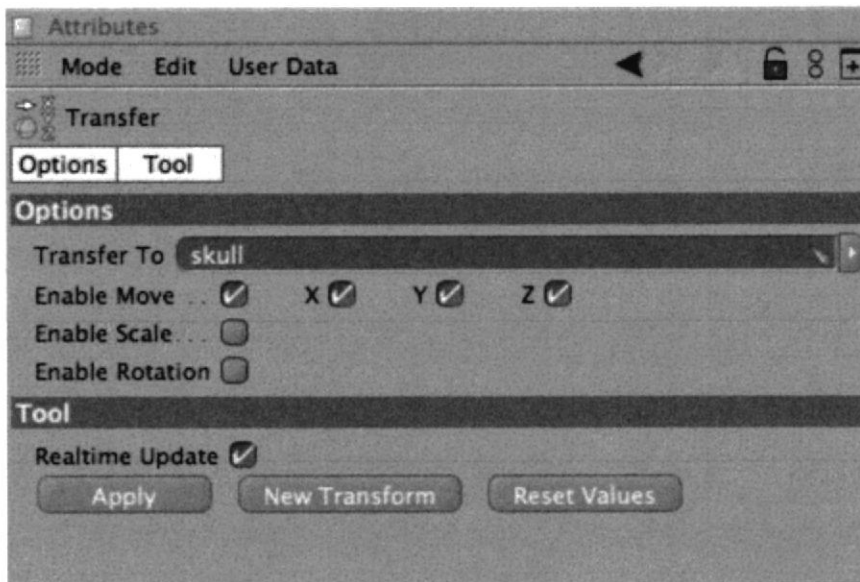 Attributes
Mode Edit User Data
Transfer
Options Tool
Options
Transfer To skull
Enable Move .. X Y Z
Enable Scale ...
Enable Rotation
Tool
Realtime Update
Apply New Transform Reset Values